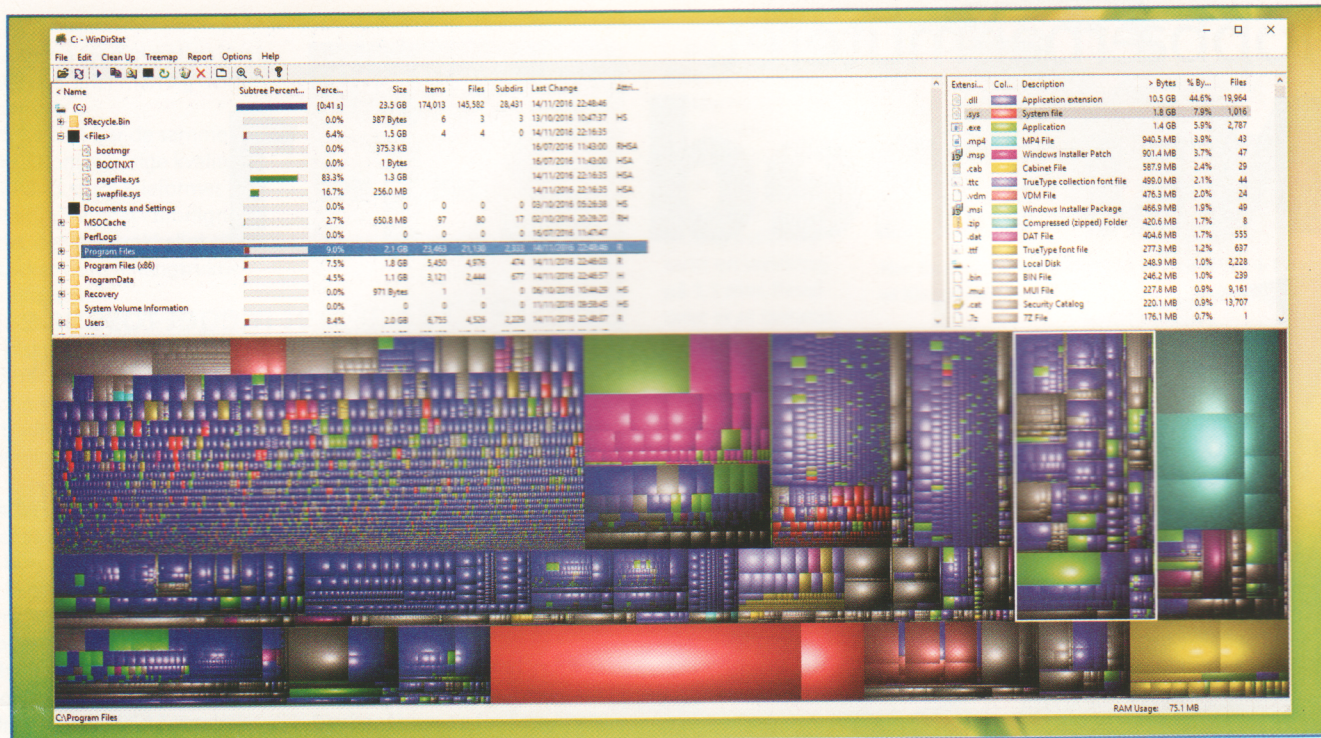 C: - WinDirStat
File Edit Clean Up Treemap Report Options Help
< Name Subtree Percent... Perce... Size Items Files Subdirs Last Change Attri...
(C:) [0:41 s] 23.5 GB 174,013 145,582 28,431 14/11/2016 22:48:46
$Recycle.Bin 0.0% 387 Bytes 6 3 3 13/10/2016 10:47:37 HS
<Files> 6.4% 1.5 GB 4 4 0 14/11/2016 22:16:35
bootmgr 0.0% 375.3 KB 16/07/2016 11:43:00 RHSA
BOOTNXT 0.0% 1 Bytes 16/07/2016 11:43:00 HSA
pagefile.sys 83.3% 1.3 GB 14/11/2016 22:16:35 HSA
swapfile.sys 16.7% 256.0 MB 14/11/2016 22:16:35 HSA
Documents and Settings 0.0% 0 0 0 0 03/10/2016 05:26:38 HS
MSOCache 2.7% 650.8 MB 97 80 17 02/10/2016 20:28:20 RH
PerfLogs 0.0% 0 0 0 0 16/07/2016 11:47:47
Program Files 9.0% 2.1 GB 23,463 21,130 2,333 14/11/2016 22:48:46 R
Program Files (x86) 7.5% 1.8 GB 5,450 4,976 474 14/11/2016 22:46:03 R
ProgramData 4.5% 1.1 GB 3,121 2,444 677 14/11/2016 22:46:57 H
Recovery 0.0% 971 Bytes 1 1 0 06/10/2016 10:44:29 HS
System Volume Information 0.0% 0 0 0 0 11/11/2016 09:58:45 HS
Users 8.4% 2.0 GB 6,755 4,526 2,229 14/11/2016 22:48:07 R
Extensi... Col... Description > Bytes % By... Files
.dll Application extension 10.5 GB 44.6% 19,964
.sys System file 1.8 GB 7.9% 1,016
.exe Application 1.4 GB 5.9% 2,787
.mp4 MP4 File 940.5 MB 3.9% 43
.msp Windows Installer Patch 901.4 MB 3.7% 47
.cab Cabinet File 587.9 MB 2.4% 29
.ttc TrueType collection font file 499.0 MB 2.1% 44
.vdm VDM File 476.3 MB 2.0% 24
.msi Windows Installer Package 466.9 MB 1.9% 49
.zip Compressed (zipped) Folder 420.6 MB 1.7% 8
.dat DAT File 404.6 MB 1.7% 555
.ttf TrueType font file 277.3 MB 1.2% 637
. Local Disk 248.9 MB 1.0% 2,228
.bin BIN File 246.2 MB 1.0% 239
.mui MUI File 227.8 MB 0.9% 9,161
.cat Security Catalog 220.1 MB 0.9% 13,707
.7z 7Z File 176.1 MB 0.7% 1
C:\Program Files
RAM Usage: 75.1 MB